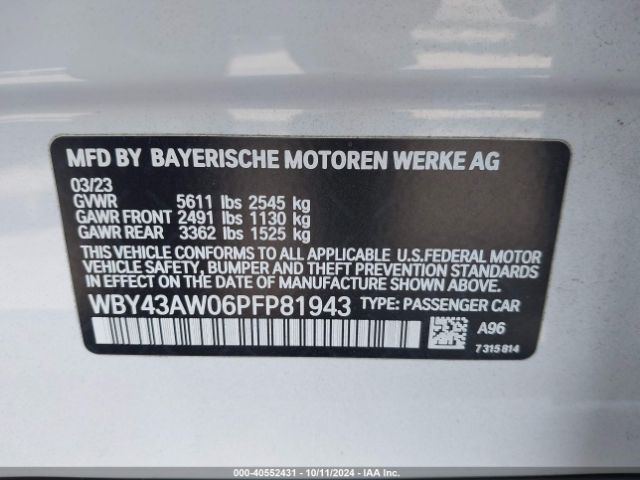 MFD BY BAYERISCHE MOTOREN WERKE AG
03/23
GVWR 5611 lbs 2545 kg
GAWR FRONT 2491 lbs 1130 kg
GAWR REAR 3362 lbs 1525 kg
THIS VEHICLE CONFORMS TO ALL APPLICABLE U.S.FEDERAL MOTOR
VEHICLE SAFETY, BUMPER AND THEFT PREVENTION STANDARDS
IN EFFECT ON THE DATE OF MANUFACTURE SHOWN ABOVE.
WBY43AW06PFP81943 TYPE: PASSENGER CAR
A96
7 315 814
000-40552431 - 10/11/2024 - IAAI.COM